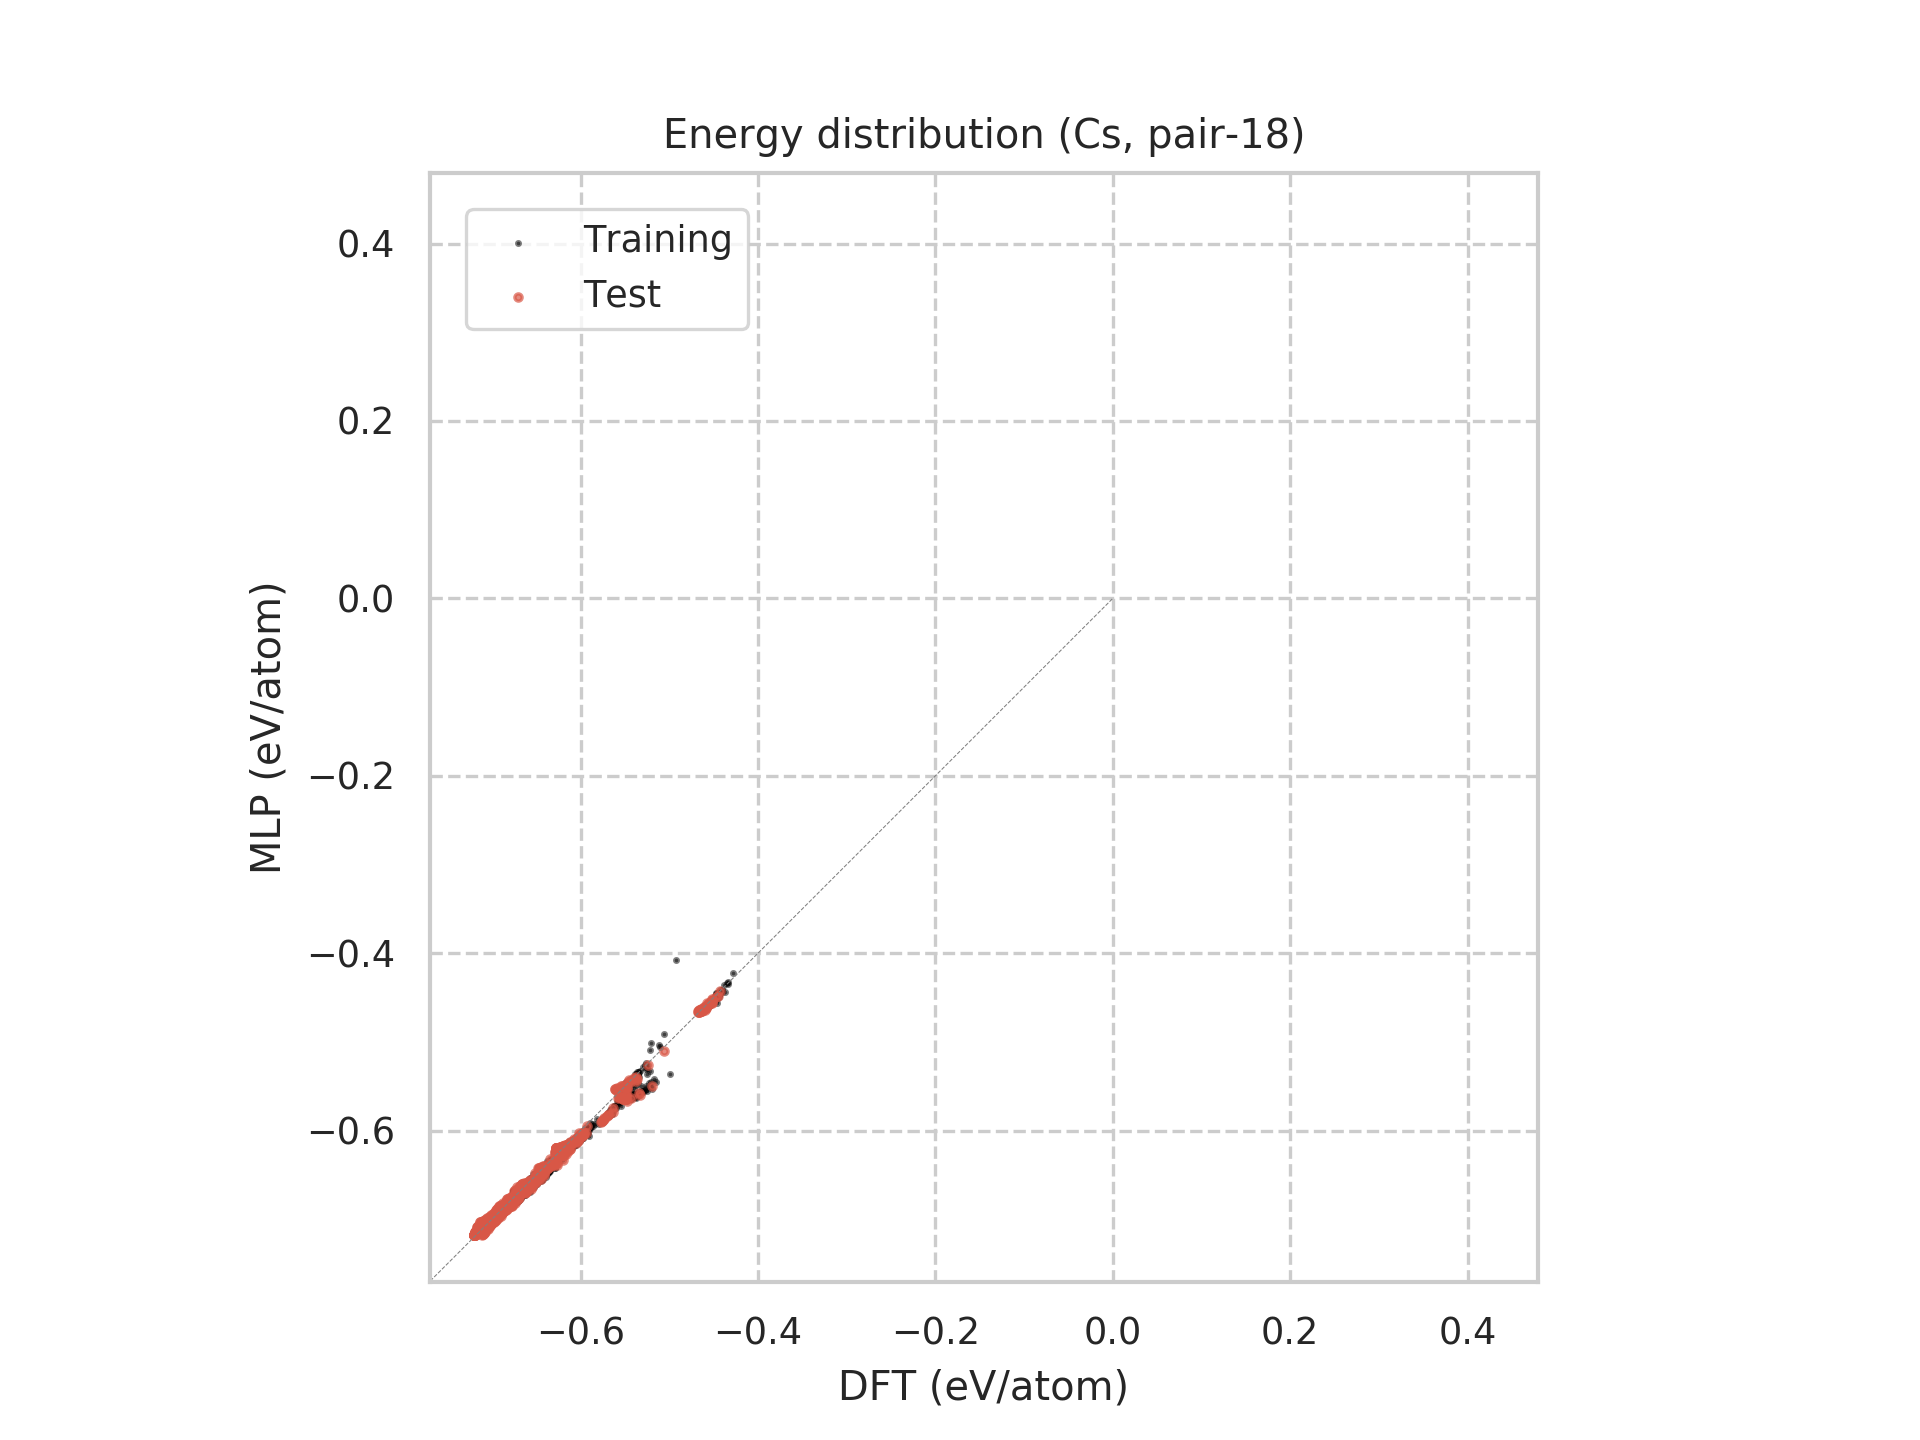 Energy distribution (Cs, pair-18)
Training
Test
0.4
0.2
0.0
−0.2
−0.4
−0.6
MLP (eV/atom)
−0.6
−0.4
−0.2
0.0
0.2
0.4
DFT (eV/atom)